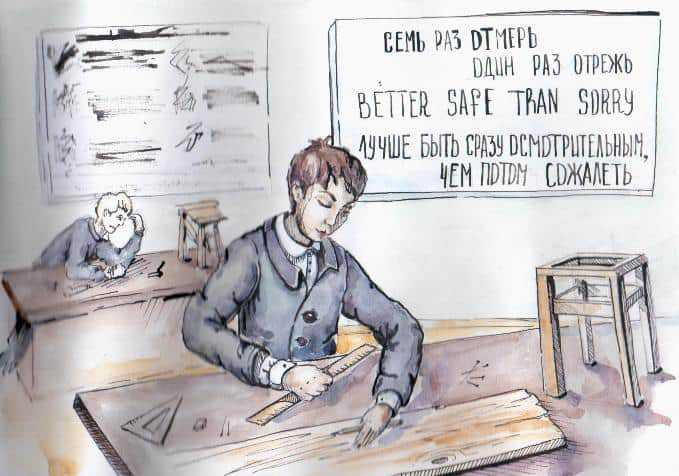 СЕМЬ РАЗ ОТМЕРЬ
ОДИН РАЗ ОТРЕЖЬ
BETTER SAFE THAN SORRY
ЛУЧШЕ БЫТЬ СРАЗУ ОСМОТРИТЕЛЬНЫМ,
ЧЕМ ПОТОМ СОЖАЛЕТЬ